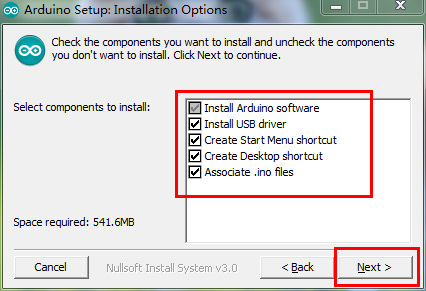 Arduino Setup: Installation Options
Check the components you want to install and uncheck the components
you don't want to install. Click Next to continue.
Select components to install:
Install Arduino software
Install USB driver
Create Start Menu shortcut
Create Desktop shortcut
Associate .ino files
Space required: 541.6MB
Cancel
Nullsoft Install System v3.0
< Back
Next >